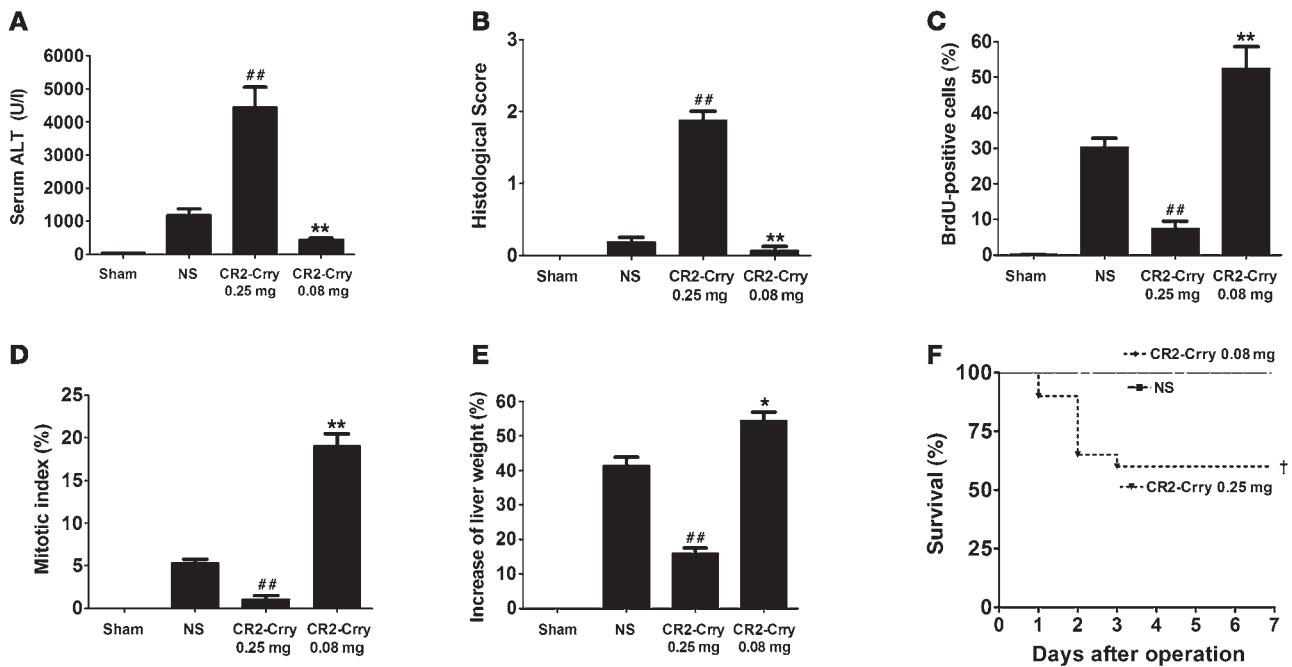 A
Serum ALT (U/l)
6000
5000
4000
3000
2000
1000
0
##
**
Sham
NS
CR2-Crry
0.25 mg
CR2-Crry
0.08 mg
B
Histological Score
3
2
1
0
##
**
Sham
NS
CR2-Crry
0.25 mg
CR2-Crry
0.08 mg
C
BrdU-positive cells (%)
60
50
40
30
20
10
0
##
**
Sham
NS
CR2-Crry
0.25 mg
CR2-Crry
0.08 mg
D
Mitotic index (%)
25
20
15
10
5
0
##
**
Sham
NS
CR2-Crry
0.25 mg
CR2-Crry
0.08 mg
E
Increase of liver weight (%)
60
50
40
30
20
10
0
##
*
Sham
NS
CR2-Crry
0.25 mg
CR2-Crry
0.08 mg
F
Survival (%)
CR2-Crry 0.08 mg
NS
CR2-Crry 0.25 mg
†
100
75
50
25
0
0 1 2 3 4 5 6 7
Days after operation